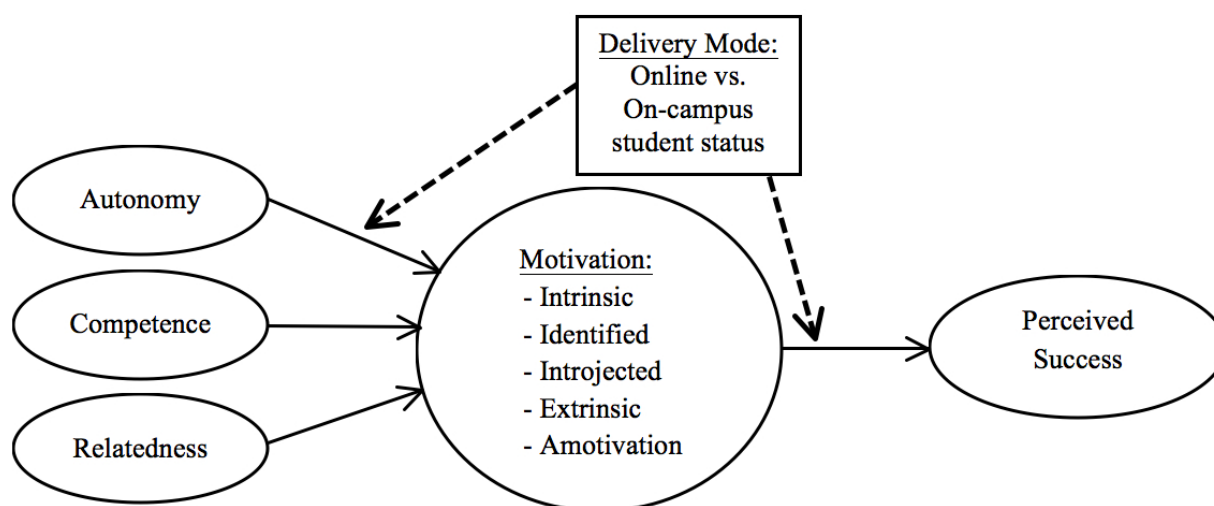 Delivery Mode:
Online vs.
On-campus
student status
Autonomy
Competence
Relatedness
Motivation:
- Intrinsic
- Identified
- Introjected
- Extrinsic
- Amotivation
Perceived
Success